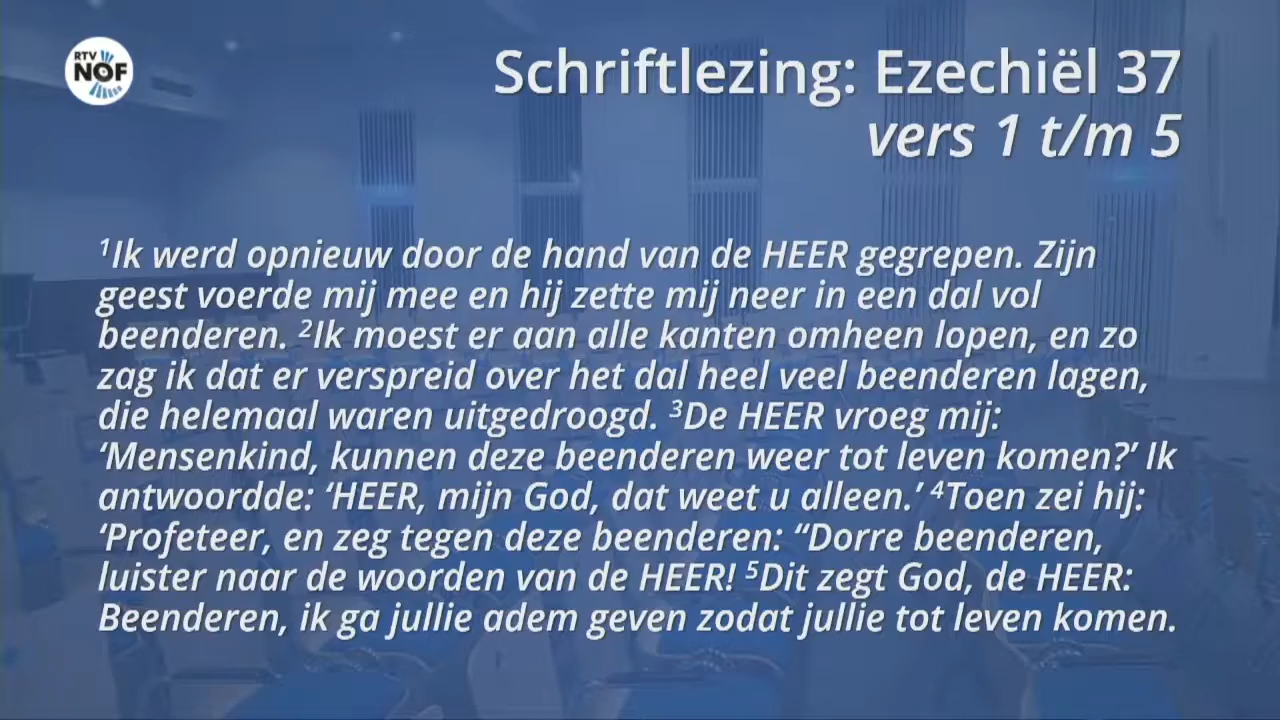 RTV
NOF
Schriftlezing: Ezechiël 37
vers 1 t/m 5
¹Ik werd opnieuw door de hand van de HEER gegrepen. Zijn
geest voerde mij mee en hij zette mij neer in een dal vol
beenderen. ²Ik moest er aan alle kanten omheen lopen, en zo
zag ik dat er verspreid over het dal heel veel beenderen lagen,
die helemaal waren uitgedroogd. ³De HEER vroeg mij:
‘Mensenkind, kunnen deze beenderen weer tot leven komen?’ Ik
antwoordde: ‘HEER, mijn God, dat weet u alleen.’ ⁴Toen zei hij:
‘Profeteer, en zeg tegen deze beenderen: “Dorre beenderen,
luister naar de woorden van de HEER! ⁵Dit zegt God, de HEER:
Beenderen, ik ga jullie adem geven zodat jullie tot leven komen.